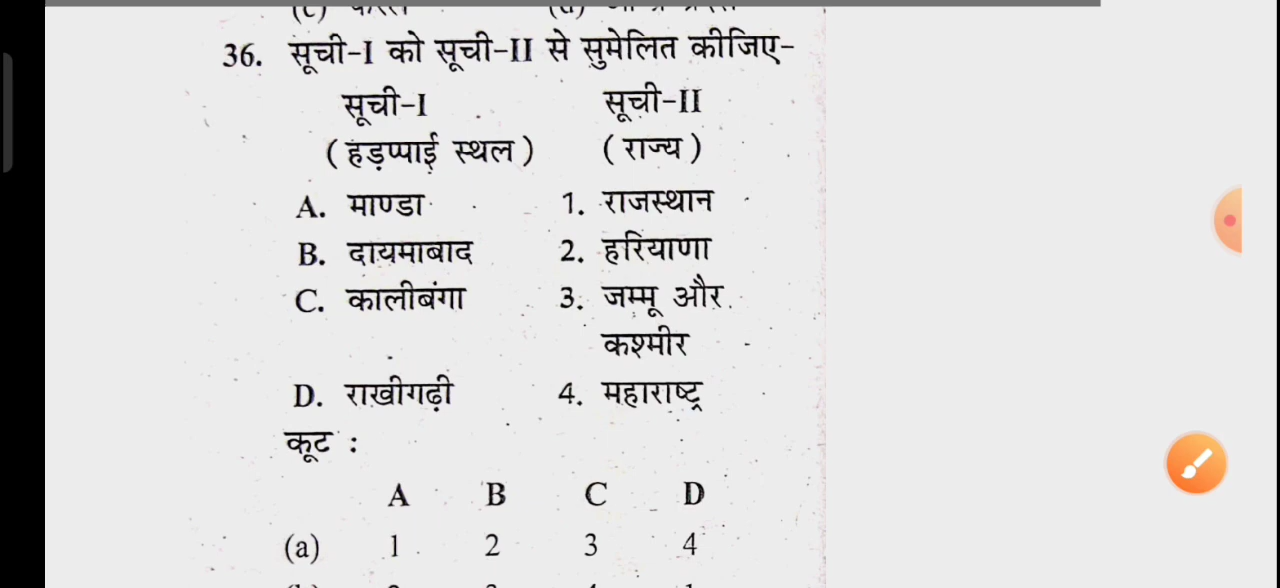 36. सूची-I को सूची-II से सुमेलित कीजिए-
सूची-I सूची-II
(हड़प्पाई स्थल) (राज्य)
A. माण्डा 1. राजस्थान
B. दायमाबाद 2. हरियाणा
C. कालीबंगा 3. जम्मू और
कश्मीर
D. राखीगढ़ी 4. महाराष्ट्र
कूट :
A B C D
(a) 1 2 3 4